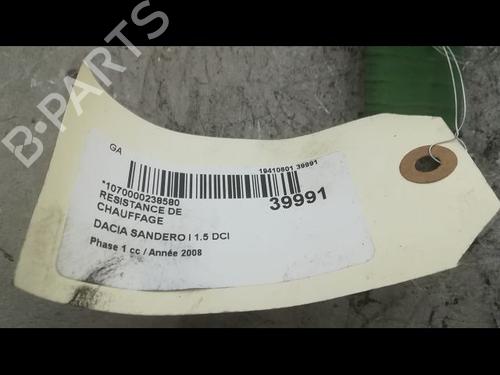 B-PARTS
GA
19410801 39991
*1070000238580
39991
RESISTANCE DE
CHAUFFAGE
DACIA SANDERO I 1.5 DCI
Phase 1 cc / Année 2008